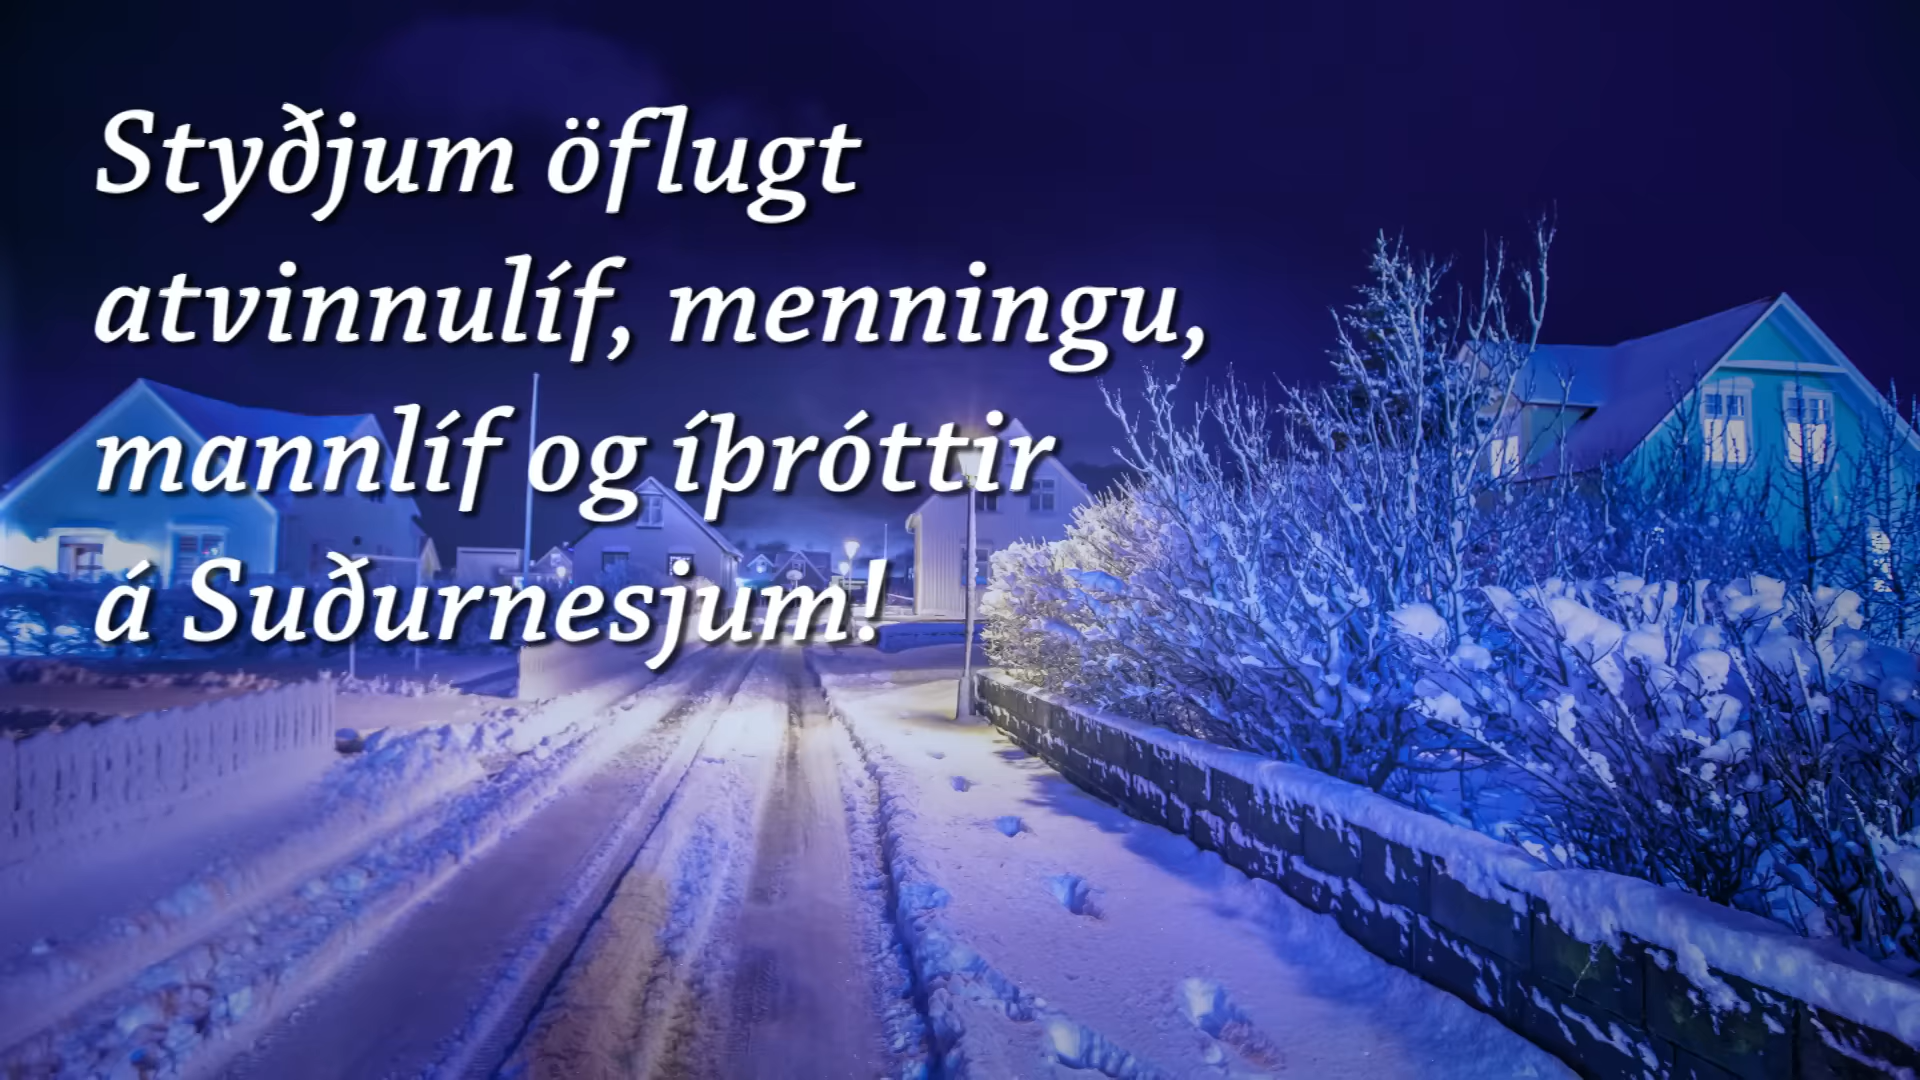 Styðjum öflugt
atvinnulíf, menningu,
mannlíf og íþróttir
á Suðurnesjum!